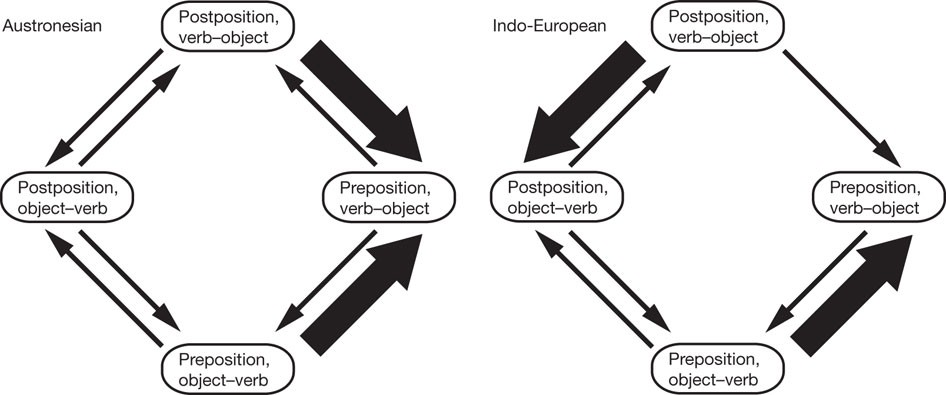 Austronesian
Postposition,
verb–object
Postposition,
object–verb
Preposition,
verb–object
Preposition,
object–verb
Indo-European
Postposition,
verb–object
Postposition,
object–verb
Preposition,
verb–object
Preposition,
object–verb